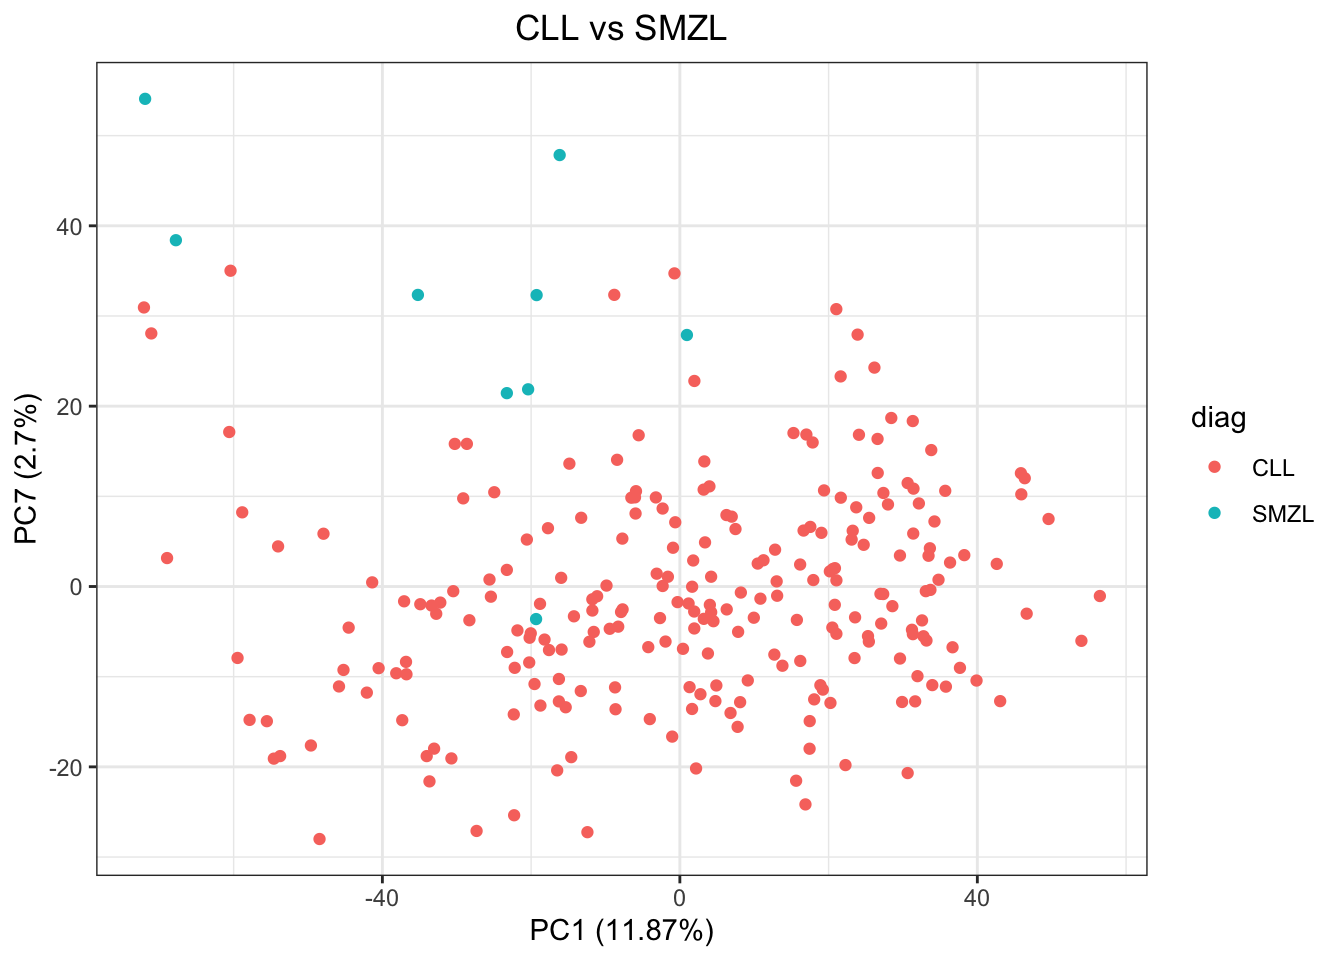 CLL vs SMZL
40
20
0
-20
PC7 (2.7%)
-40
0
40
PC1 (11.87%)
diag
CLL
SMZL